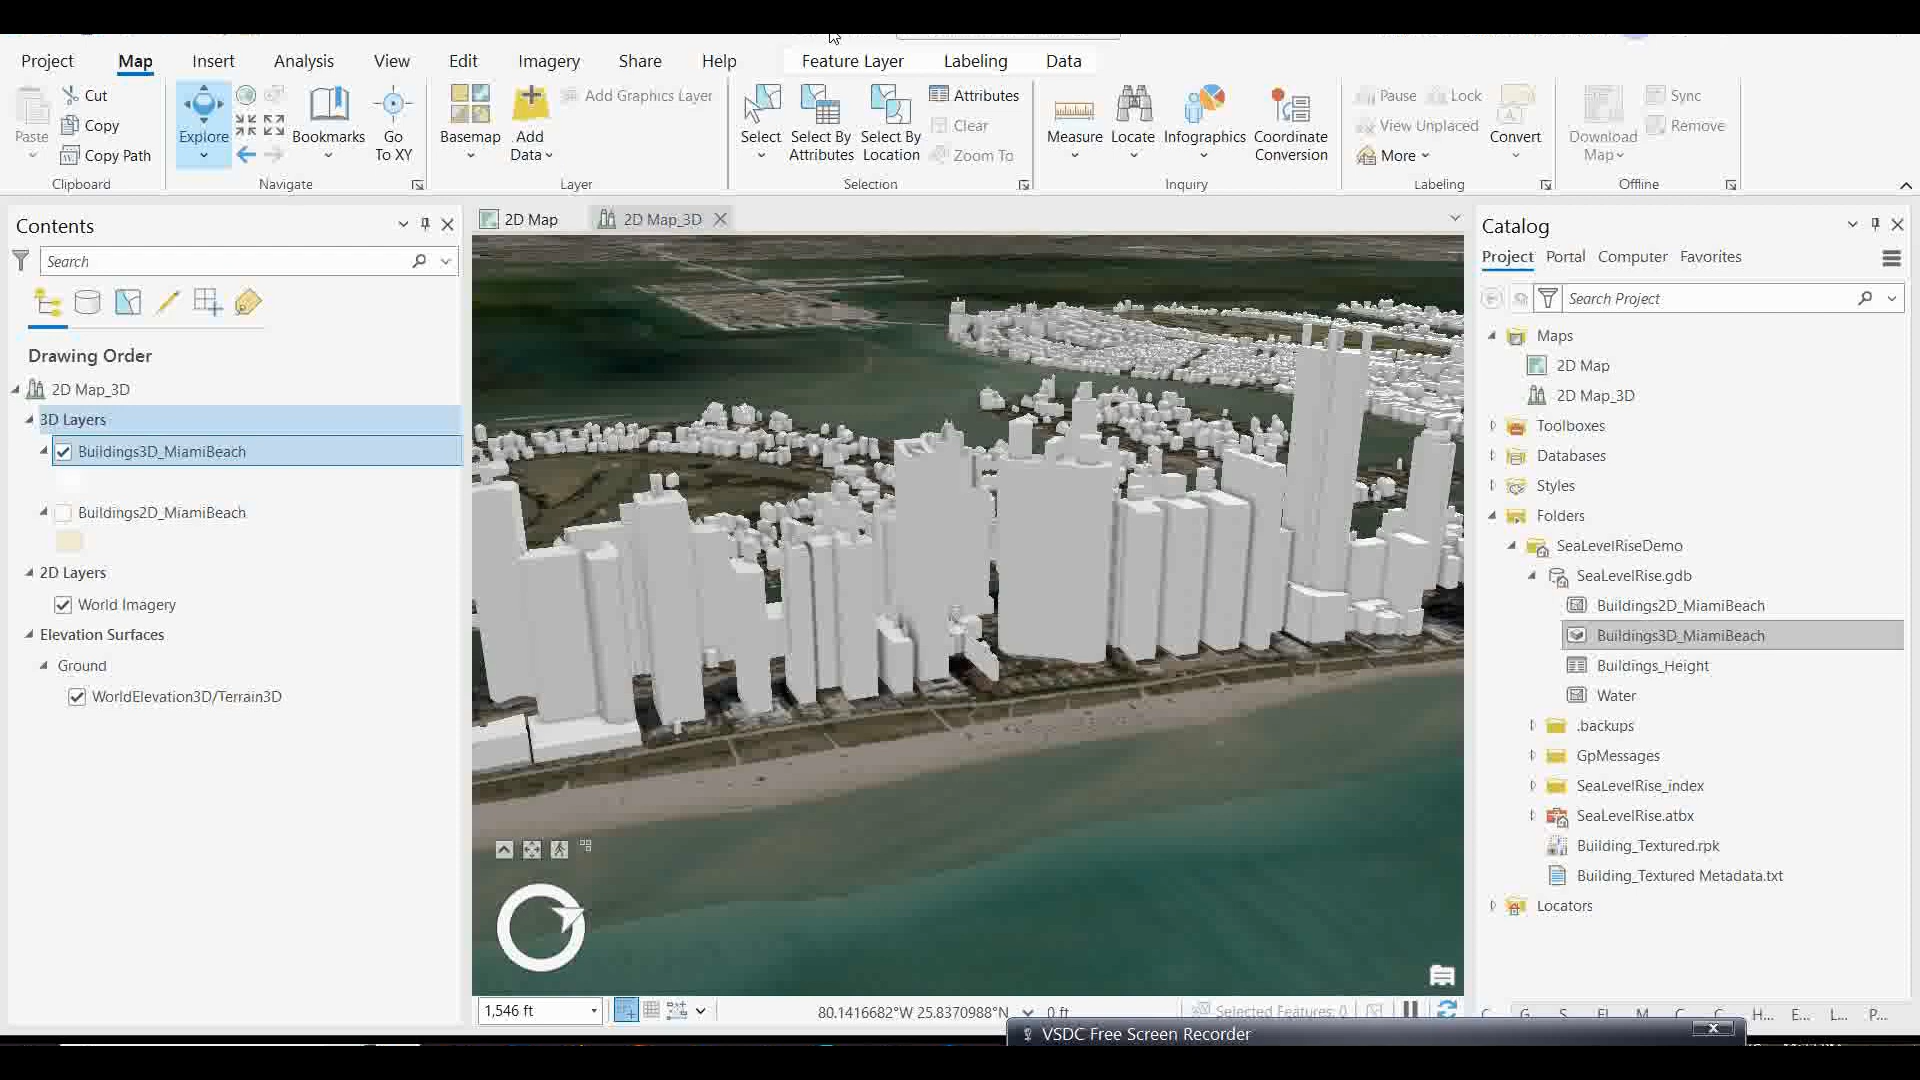 Project Map Insert Analysis View Edit Imagery Share Help Feature Layer Labeling Data
Paste
Cut
Copy
Copy Path
Clipboard
Explore
Bookmarks
Go
To XY
Navigate
Basemap
Add
Data
Add Graphics Layer
Layer
Select
Select By
Attributes
Select By
Location
Attributes
Clear
Zoom To
Selection
Measure
Locate
Infographics
Coordinate
Conversion
Inquiry
Pause
Lock
View Unplaced
More
Convert
Labeling
Download
Map
Sync
Remove
Offline
Contents
Search
Drawing Order
2D Map_3D
3D Layers
Buildings3D_MiamiBeach
Buildings2D_MiamiBeach
2D Layers
World Imagery
Elevation Surfaces
Ground
WorldElevation3D/Terrain3D
2D Map
2D Map_3D
1,546 ft
80.1416682°W 25.8370988°N
0 ft
Selected Features: 0
Catalog
Project Portal Computer Favorites
Search Project
Maps
2D Map
2D Map_3D
Toolboxes
Databases
Styles
Folders
SeaLevelRiseDemo
SeaLevelRise.gdb
Buildings2D_MiamiBeach
Buildings3D_MiamiBeach
Buildings_Height
Water
.backups
GpMessages
SeaLevelRise_index
SeaLevelRise.atbx
Building_Textured.rpk
Building_Textured Metadata.txt
Locators
H... E... L... P...
VSDC Free Screen Recorder